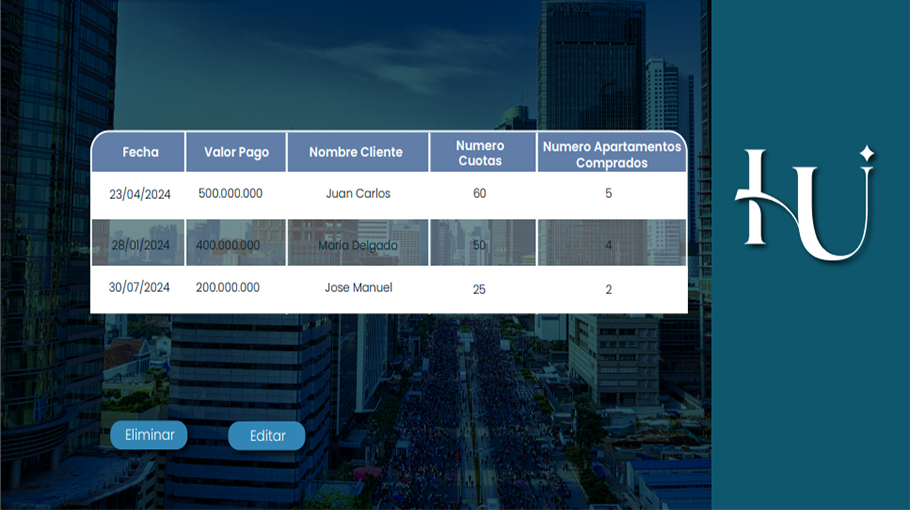 Fecha Valor Pago Nombre Cliente Numero Cuotas Numero Apartamentos Comprados
23/04/2024 500.000.000 Juan Carlos 60 5
28/01/2024 400.000.000 Maria Delgado 50 4
30/07/2024 200.000.000 Jose Manuel 25 2
Eliminar Editar
HU